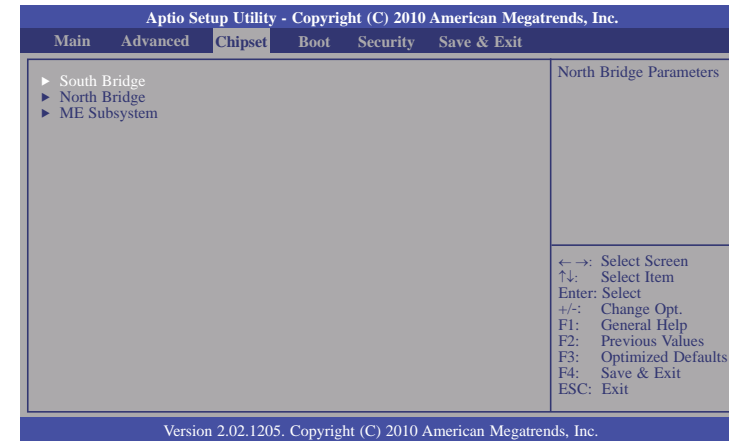 Aptio Setup Utility - Copyright (C) 2010 American Megatrends, Inc.
Main Advanced Chipset Boot Security Save & Exit
► South Bridge
► North Bridge
► ME Subsystem
North Bridge Parameters
←→: Select Screen
↑↓: Select Item
Enter: Select
+/-: Change Opt.
F1: General Help
F2: Previous Values
F3: Optimized Defaults
F4: Save & Exit
ESC: Exit
Version 2.02.1205. Copyright (C) 2010 American Megatrends, Inc.